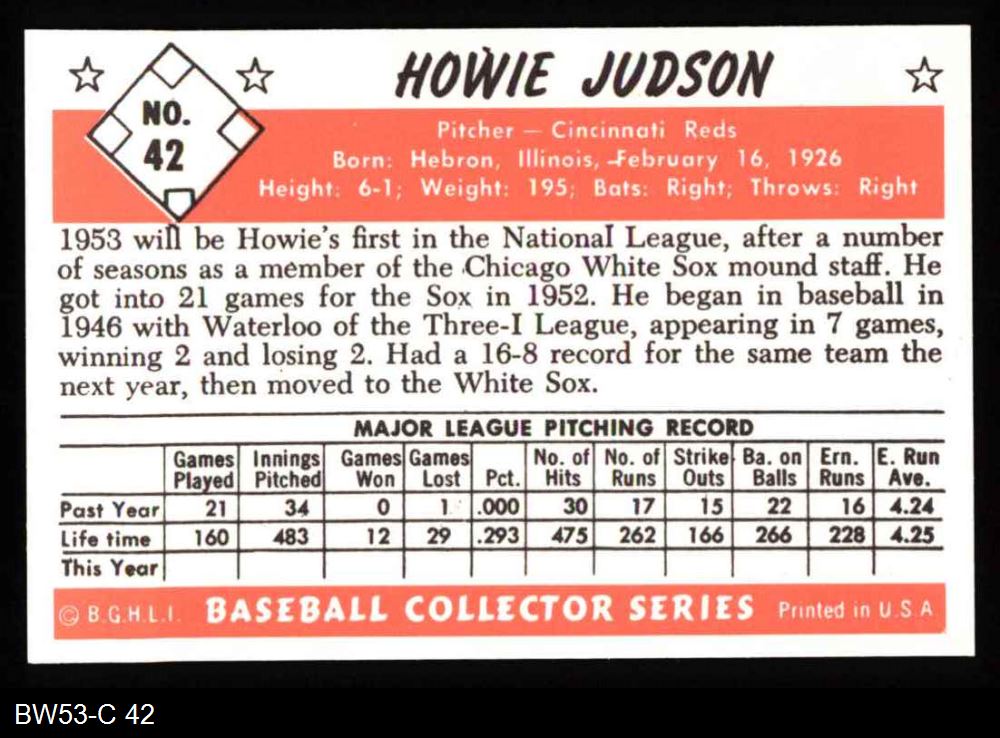 HOWIE JUDSON
NO.
42
Pitcher — Cincinnati Reds
Born: Hebron, Illinois, February 16, 1926
Height: 6-1; Weight: 195; Bats: Right; Throws: Right
1953 will be Howie's first in the National League, after a number
of seasons as a member of the Chicago White Sox mound staff. He
got into 21 games for the Sox in 1952. He began in baseball in
1946 with Waterloo of the Three-I League, appearing in 7 games,
winning 2 and losing 2. Had a 16-8 record for the same team the
next year, then moved to the White Sox.
MAJOR LEAGUE PITCHING RECORD
Games Innings Games Games No. of No. of Strike Ba. on Ern. E. Run
Played Pitched Won Lost Pct. Hits Runs Outs Balls Runs Ave.
Past Year 21 34 0 1 .000 30 17 15 22 16 4.24
Life time 160 483 12 29 .293 475 262 166 266 228 4.25
This Year
© B.G.H.L.I. BASEBALL COLLECTOR SERIES Printed in U.S.A.
BW53-C 42